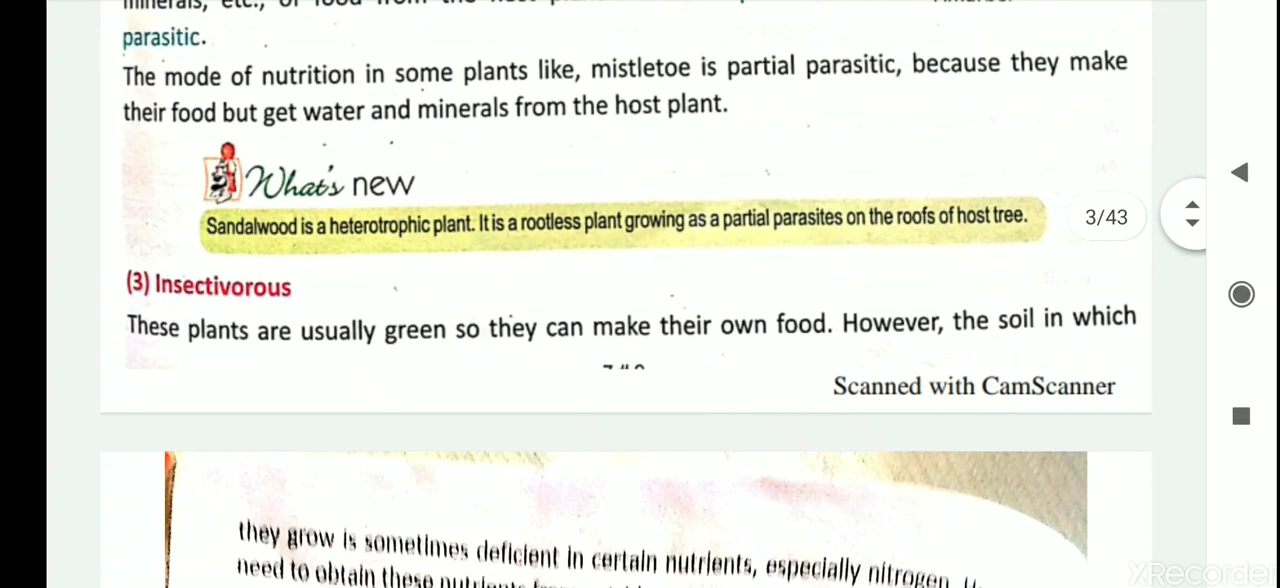 parasitic.
The mode of nutrition in some plants like, mistletoe is partial parasitic, because they make
their food but get water and minerals from the host plant.
What's new
Sandalwood is a heterotrophic plant. It is a rootless plant growing as a partial parasites on the roofs of host tree.
3/43
(3) Insectivorous
These plants are usually green so they can make their own food. However, the soil in which
Scanned with CamScanner
they grow is sometimes deficient in certain nutrients, especially nitrogen.
need to obtain these
XRecorder